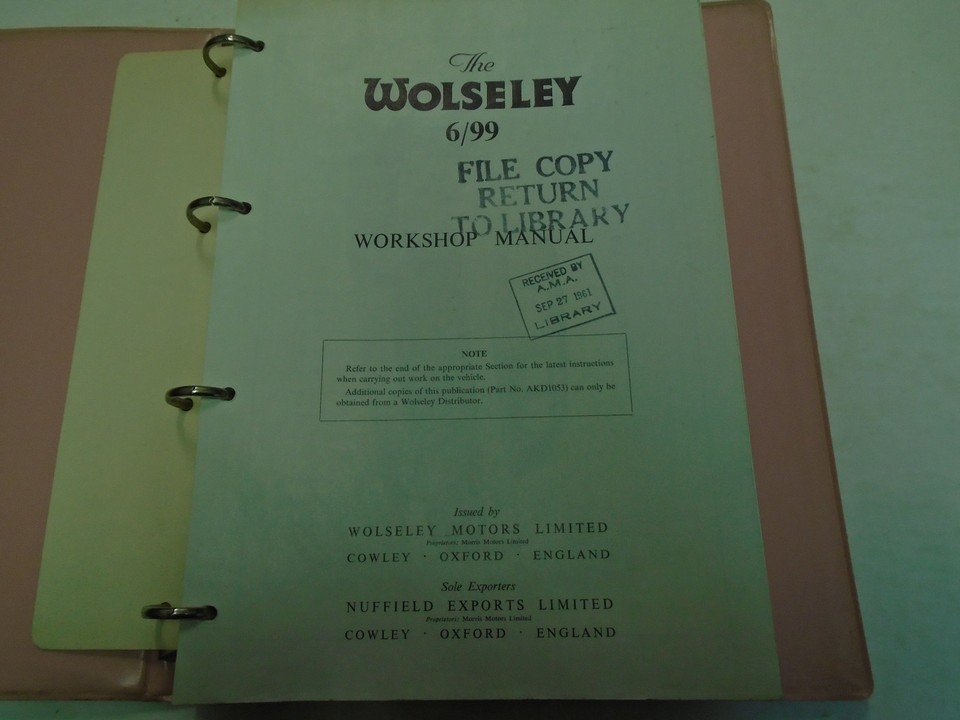 The
WOLSELEY
6/99
FILE COPY
RETURN
TO LIBRARY
WORKSHOP MANUAL
RECEIVED BY
A.M.A.
SEP 27 1961
LIBRARY
NOTE
Refer to the end of the appropriate Section for the latest instructions
when carrying out work on the vehicle.
Additional copies of this publication (Part No. AKD1053) can only be
obtained from a Wolseley Distributor.
Issued by
WOLSELEY MOTORS LIMITED
Proprietors: Morris Motors Limited
COWLEY · OXFORD · ENGLAND
Sole Exporters
NUFFIELD EXPORTS LIMITED
Proprietors: Morris Motors Limited
COWLEY · OXFORD · ENGLAND